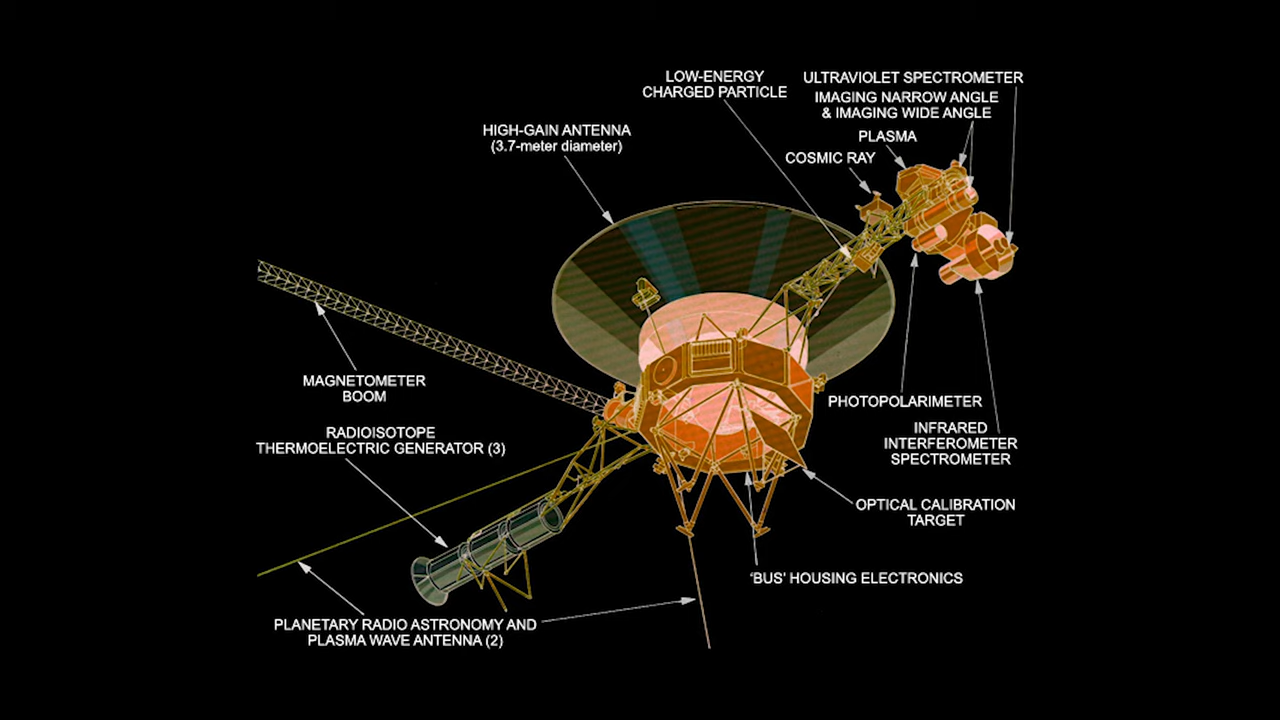 LOW-ENERGY
CHARGED PARTICLE
ULTRAVIOLET SPECTROMETER
IMAGING NARROW ANGLE
& IMAGING WIDE ANGLE
PLASMA
COSMIC RAY
HIGH-GAIN ANTENNA
(3.7-meter diameter)
MAGNETOMETER
BOOM
RADIOISOTOPE
THERMOELECTRIC GENERATOR (3)
PHOTOPOLARIMETER
INFRARED
INTERFEROMETER
SPECTROMETER
OPTICAL CALIBRATION
TARGET
‘BUS’ HOUSING ELECTRONICS
PLANETARY RADIO ASTRONOMY AND
PLASMA WAVE ANTENNA (2)